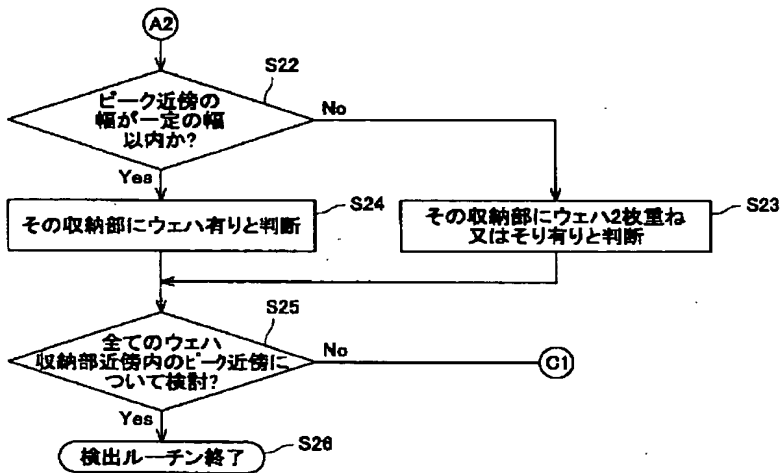 A2
S22
ピーク近傍の
幅が一定の幅
以内か?
No
Yes
S24
その収納部にウェハ有りと判断
S23
その収納部にウェハ2枚重ね
又はそり有りと判断
S25
全てのウェハ
収納部近傍内のピーク近傍に
ついて検討?
No
C1
Yes
S26
検出ルーチン終了